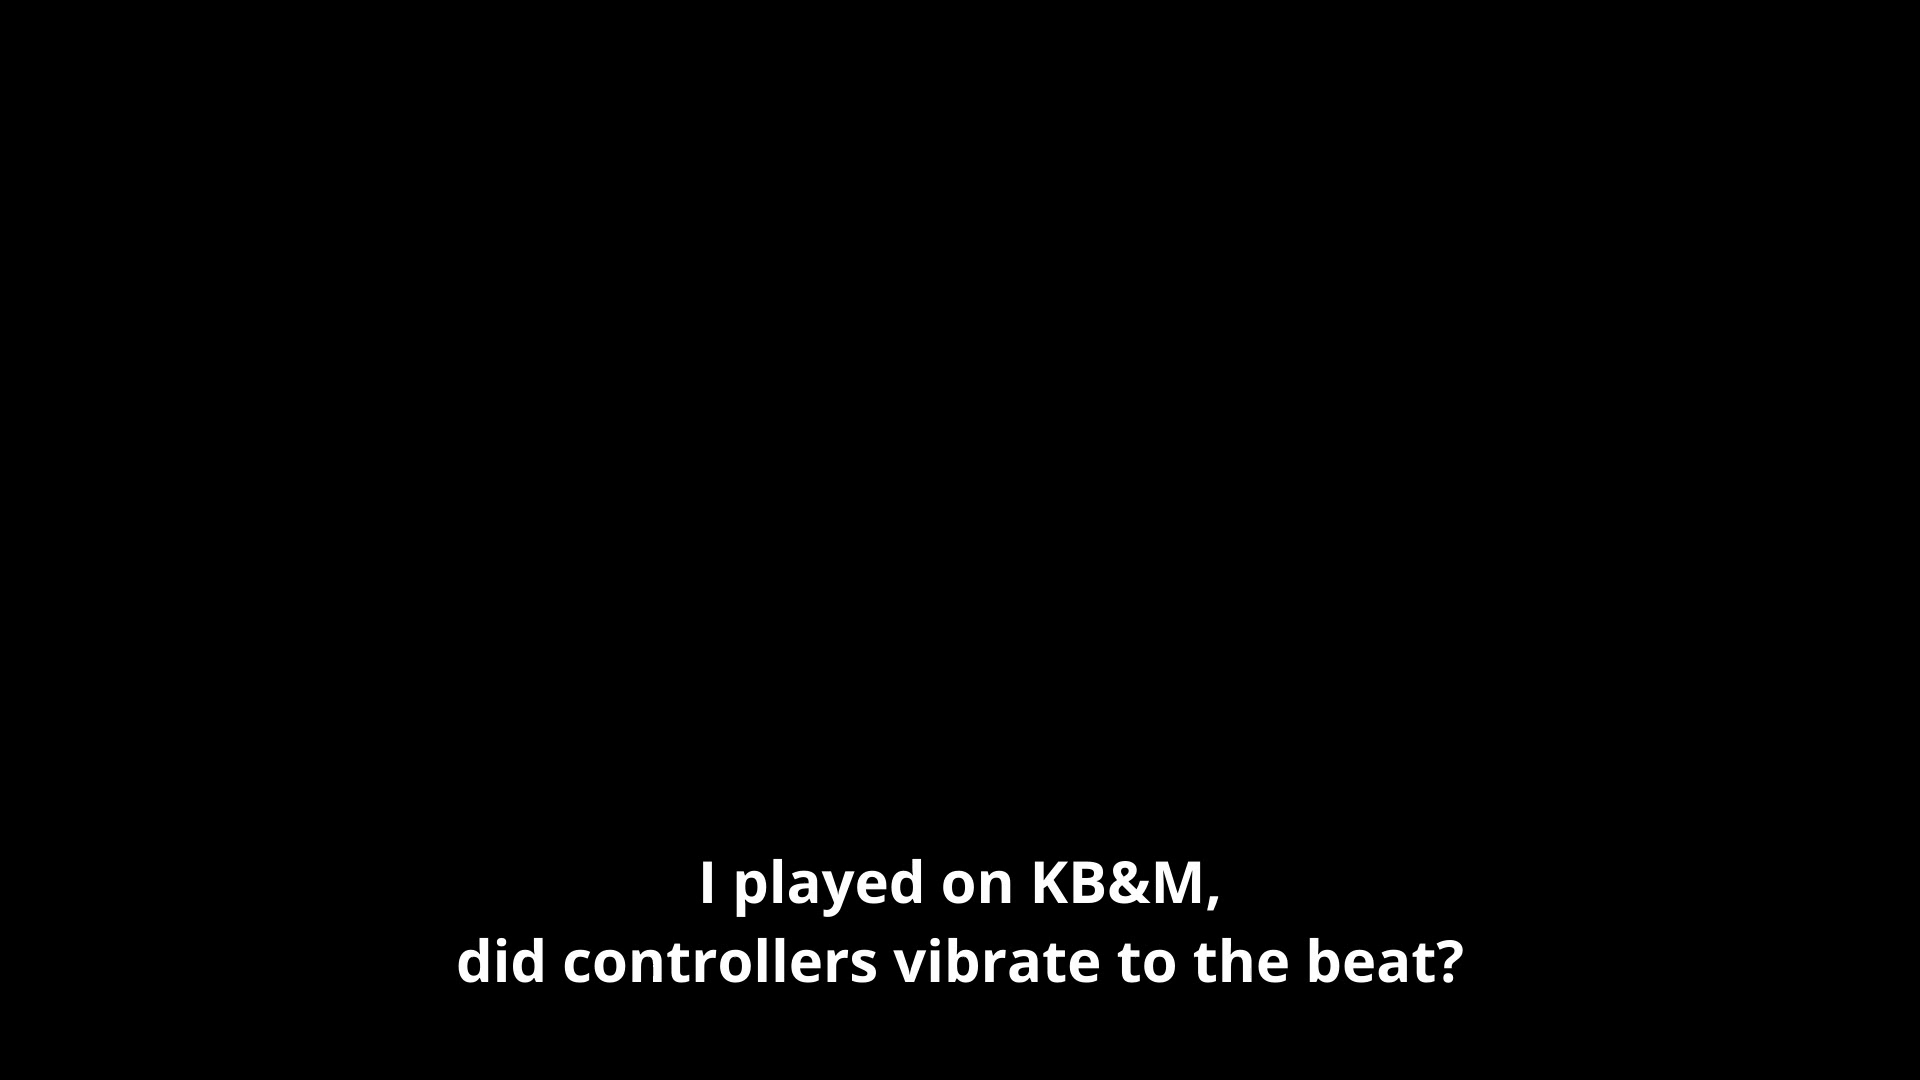 I played on KB&M,
did controllers vibrate to the beat?